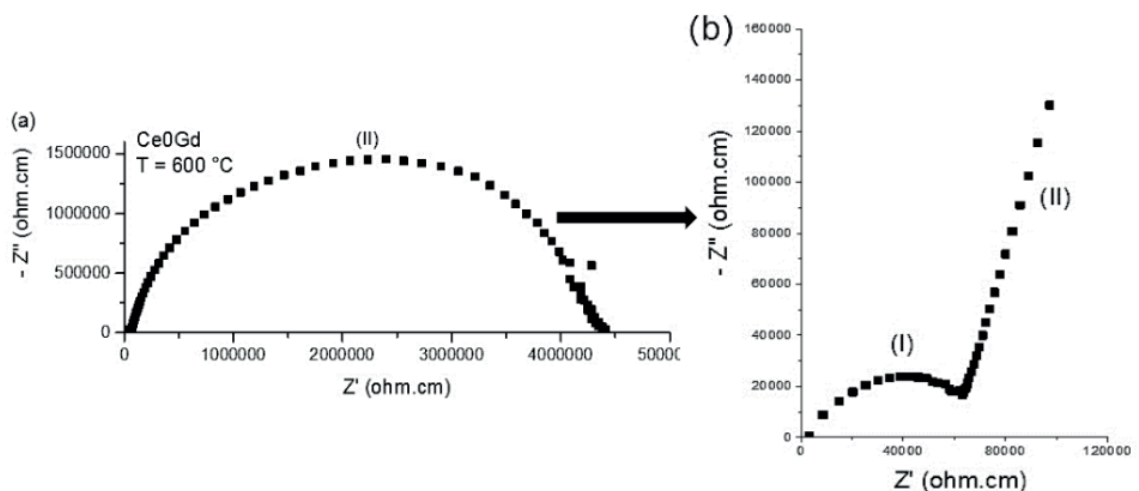 (a)
Ce0Gd
T = 600 °C
(II)
1500000
1000000
500000
0
- Z" (ohm.cm)
0
1000000
2000000
3000000
4000000
50000
Z' (ohm.cm)
(b)
160000
140000
120000
100000
80000
60000
40000
20000
0
- Z" (ohm.cm)
(I)
(II)
0
40000
80000
120000
Z' (ohm.cm)